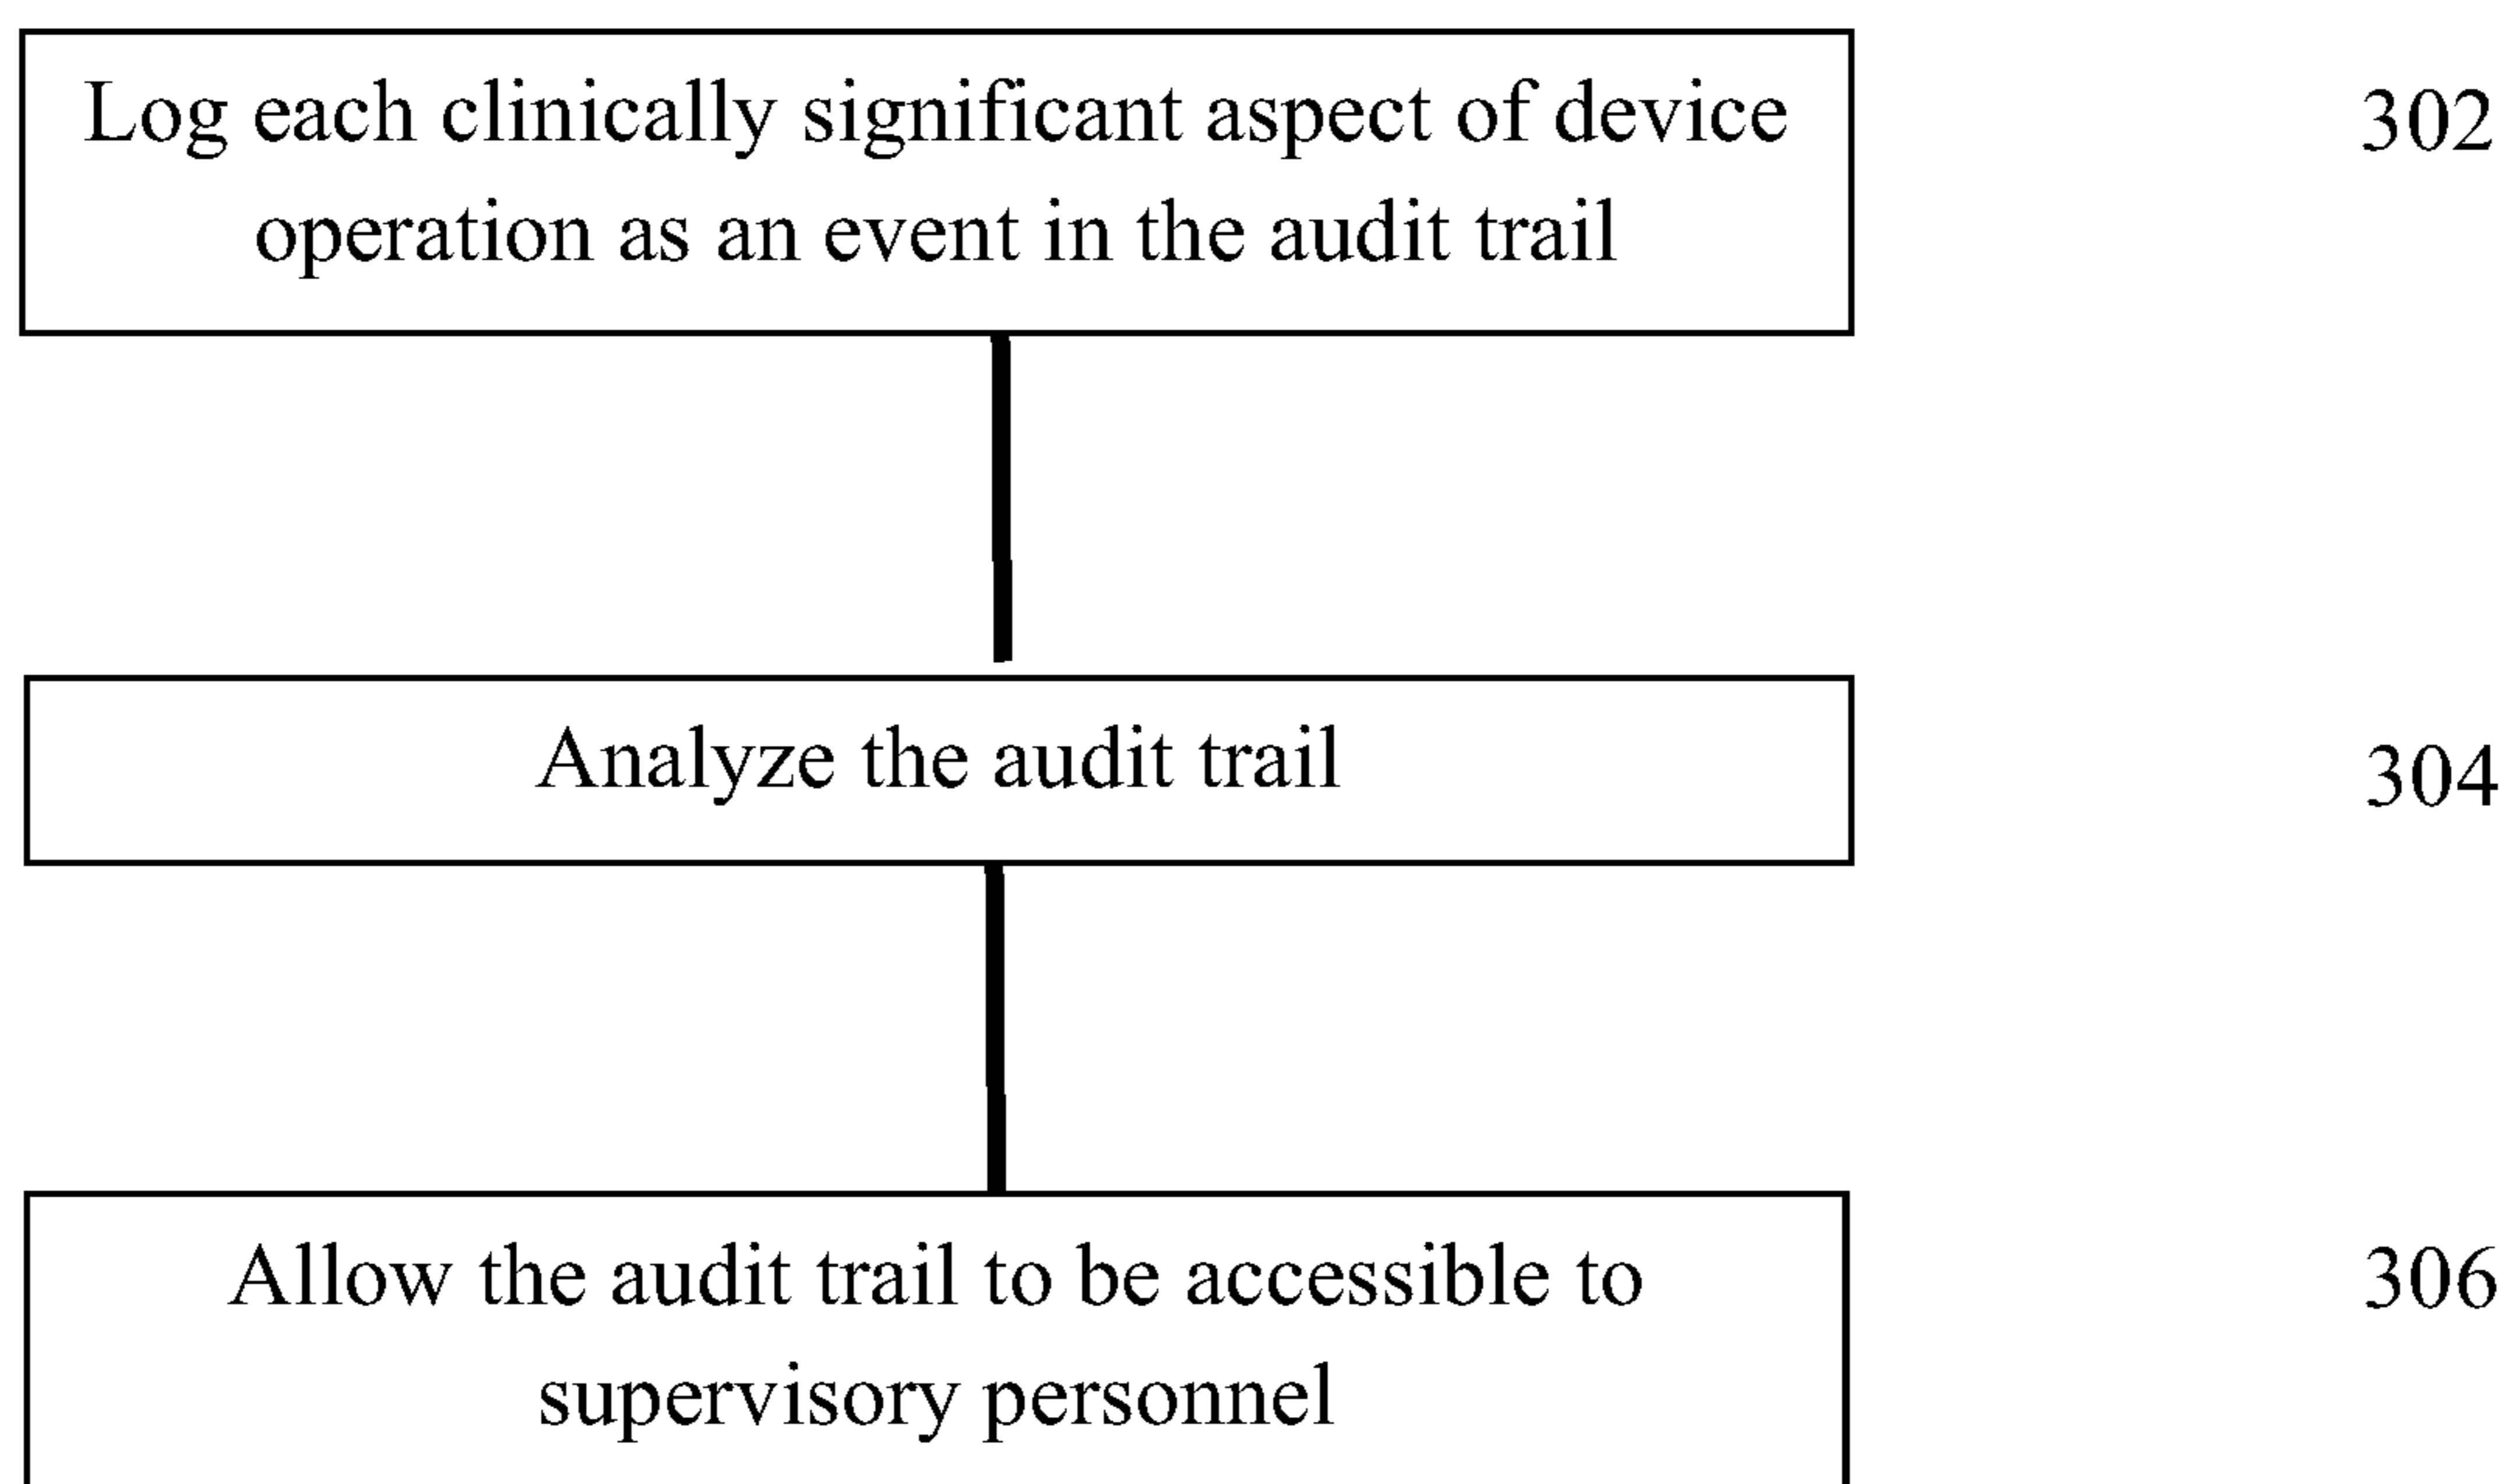 Log each clinically significant aspect of device 302
operation as an event in the audit trail
Analyze the audit trail 304
Allow the audit trail to be accessible to 306
supervisory personnel